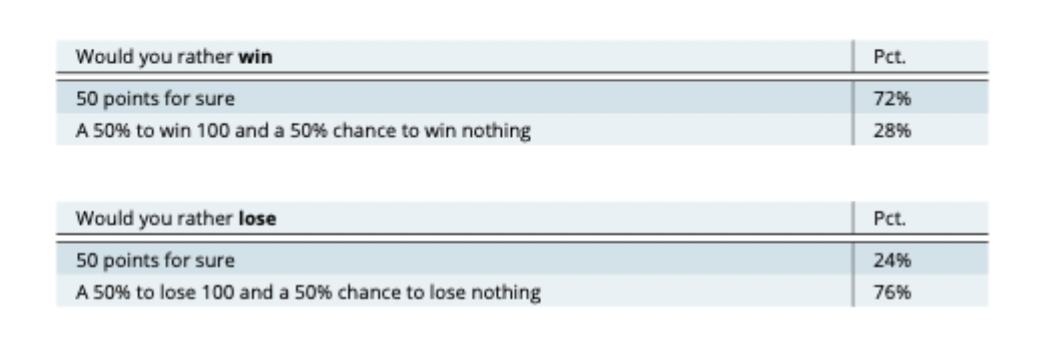 Would you rather win Pct.
50 points for sure 72%
A 50% to win 100 and a 50% chance to win nothing 28%
Would you rather lose Pct.
50 points for sure 24%
A 50% to lose 100 and a 50% chance to lose nothing 76%